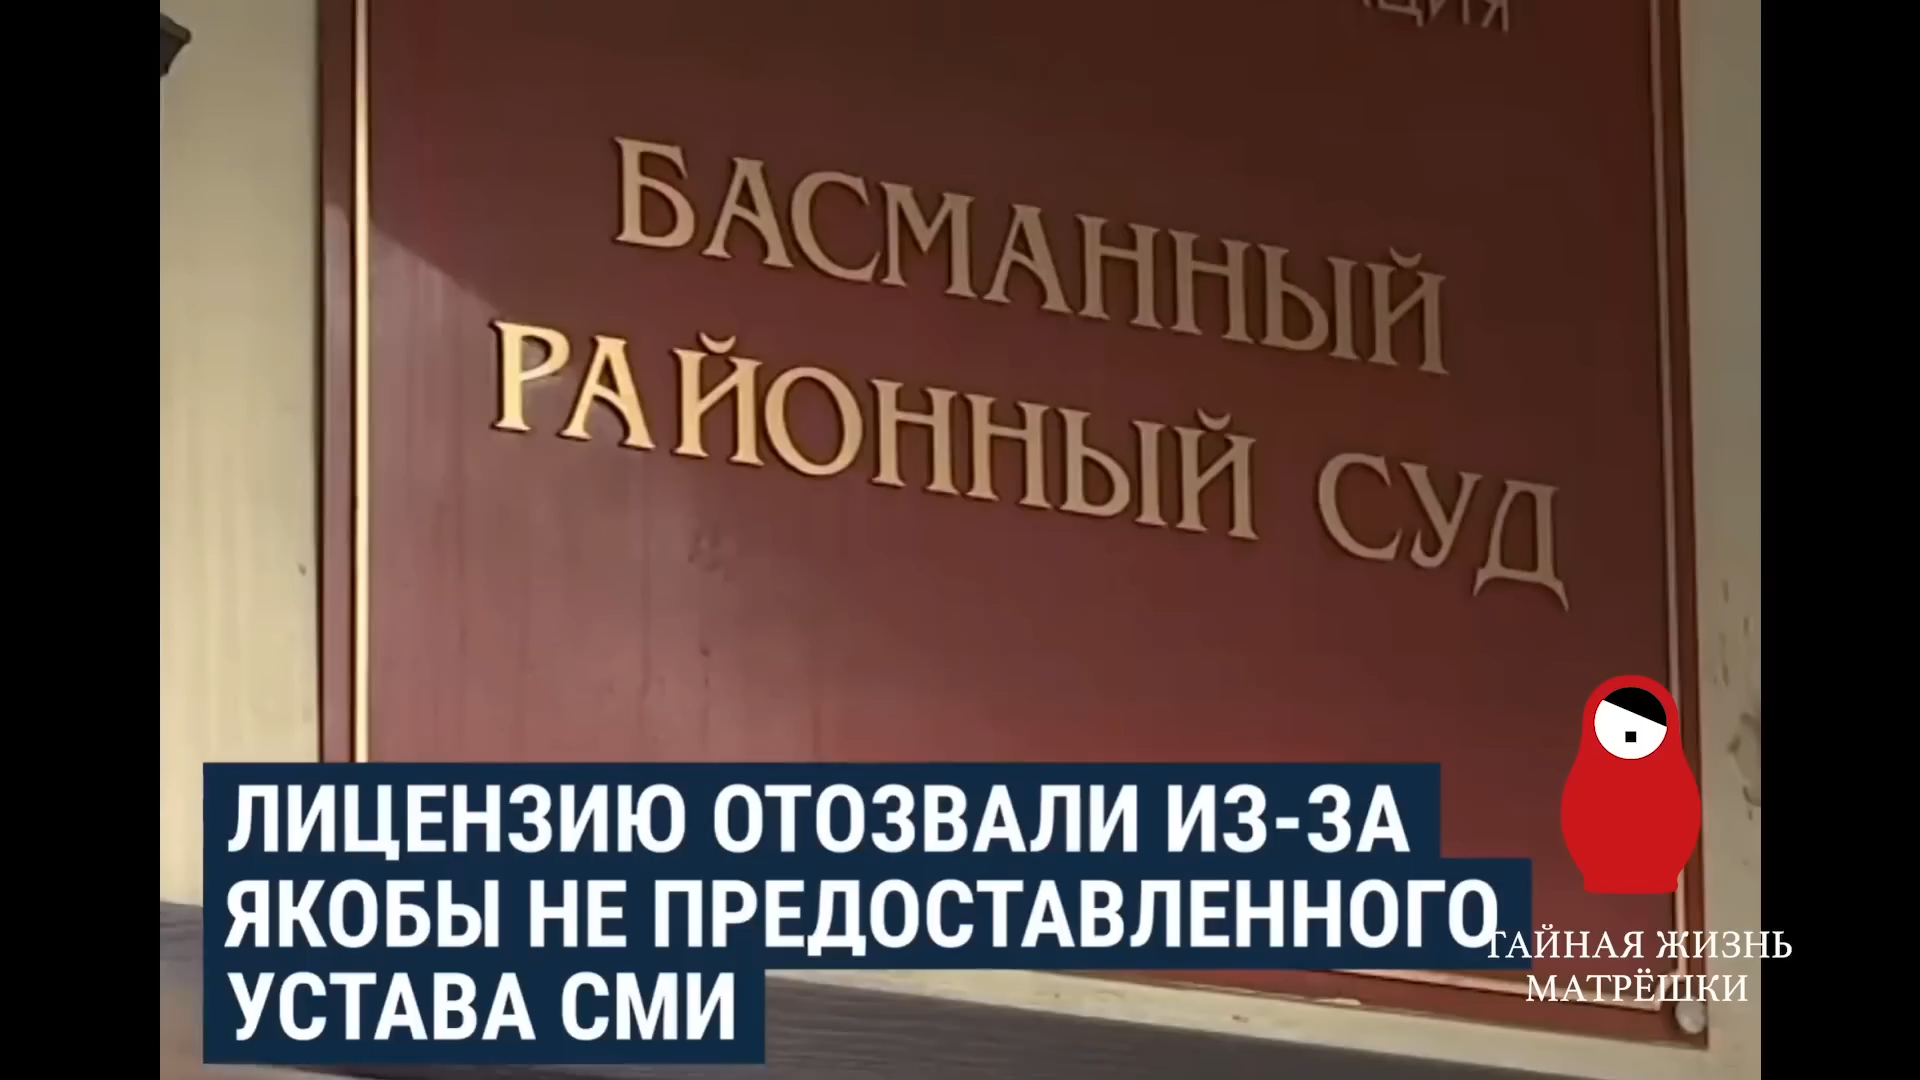 БАСМАННЫЙ
РАЙОННЫЙ СУД
ЛИЦЕНЗИЮ ОТОЗВАЛИ ИЗ-ЗА
ЯКОБЫ НЕ ПРЕДОСТАВЛЕННОГО
УСТАВА СМИ
ТАЙНАЯ ЖИЗНЬ
МАТРЁШКИ